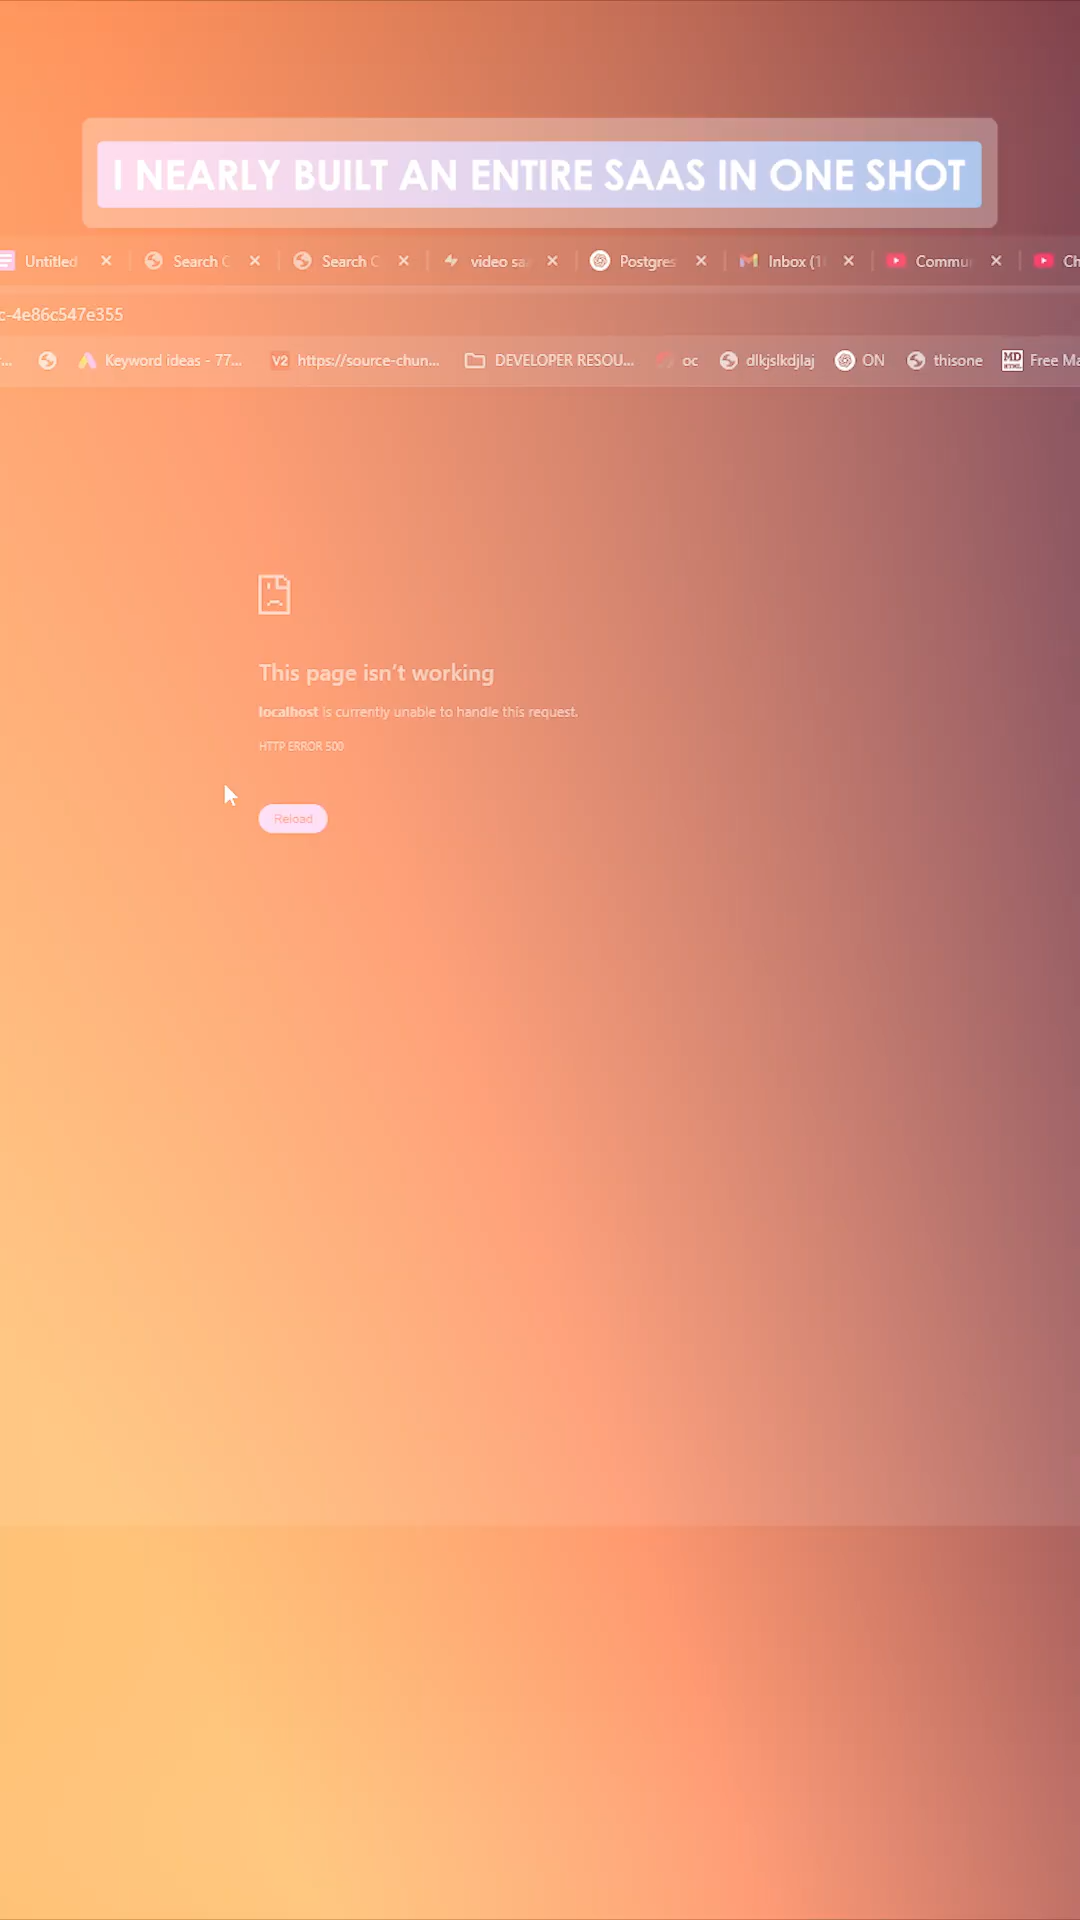 I NEARLY BUILT AN ENTIRE SAAS IN ONE SHOT
Untitled Search C Search C video sa Postgres Inbox (1 Commu Ch
c-4e86c547e355
... Keyword ideas - 77... V2 https://source-chun... DEVELOPER RESOU... oc dlkjslkdjlaj ON thisone MD HTML Free Ma
This page isn’t working
localhost is currently unable to handle this request.
HTTP ERROR 500
Reload